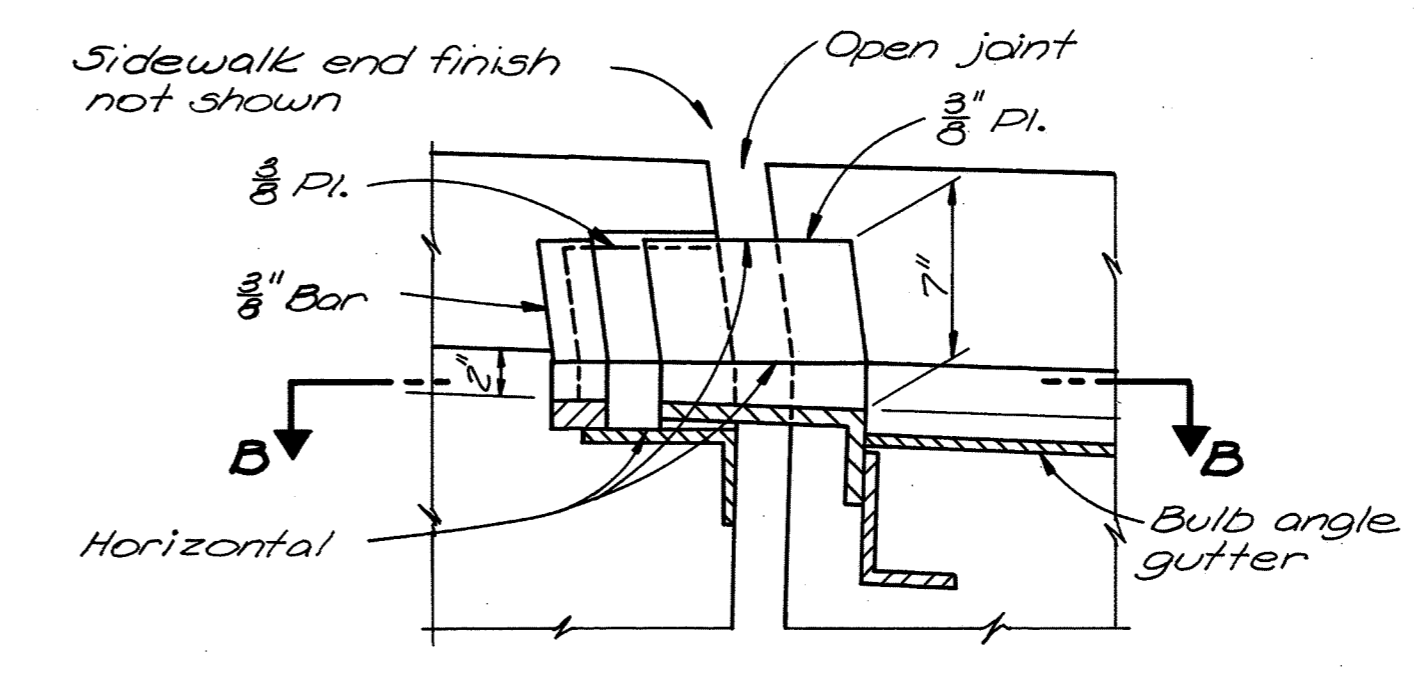 Sidewalk end finish
not shown
Open joint
3/8" Pl.
3/8 Pl.
3/8" Bar
7"
2"
B
B
Horizontal
Bulb angle
gutter